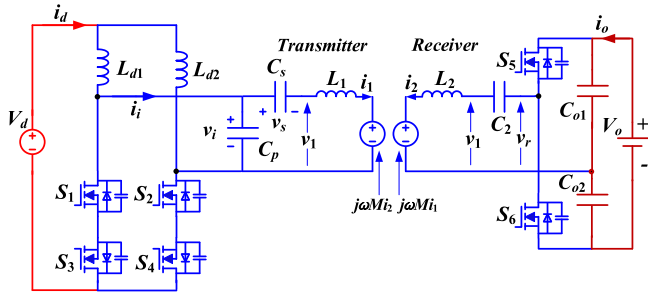 i_d
L_d1
L_d2
V_d
i_i
Transmitter
C_s
L_1
i_1
+ v_s −
v_1
+ v_i −
C_p
jωMi_2
S_1
S_2
S_3
S_4
Receiver
i_2
L_2
C_2
v_1
v_r
jωMi_1
S_5
S_6
i_o
C_o1
C_o2
V_o
+
-